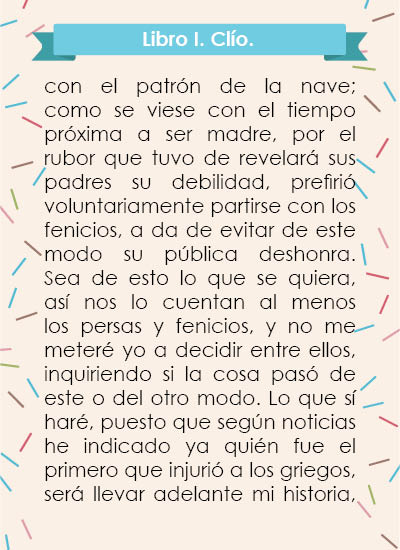 Libro I. Clío.
con el patrón de la nave;
como se viese con el tiempo
próxima a ser madre, por el
rubor que tuvo de revelará sus
padres su debilidad, prefirió
voluntariamente partirse con los
fenicios, a da de evitar de este
modo su pública deshonra.
Sea de esto lo que se quiera,
así nos lo cuentan al menos
los persas y fenicios, y no me
meteré yo a decidir entre ellos,
inquiriendo si la cosa pasó de
este o del otro modo. Lo que sí
haré, puesto que según noticias
he indicado ya quién fue el
primero que injurió a los griegos,
será llevar adelante mi historia,